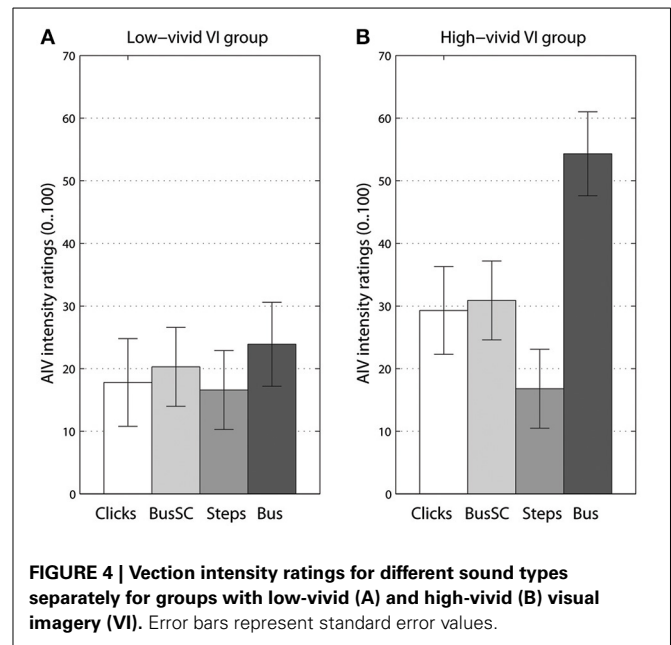 A Low–vivid VI group
B High–vivid VI group
AIV intensity ratings (0..100)
70
60
50
40
30
20
10
0
Clicks BusSC Steps Bus
AIV intensity ratings (0..100)
70
60
50
40
30
20
10
0
Clicks BusSC Steps Bus
FIGURE 4 | Vection intensity ratings for different sound types
separately for groups with low-vivid (A) and high-vivid (B) visual
imagery (VI). Error bars represent standard error values.